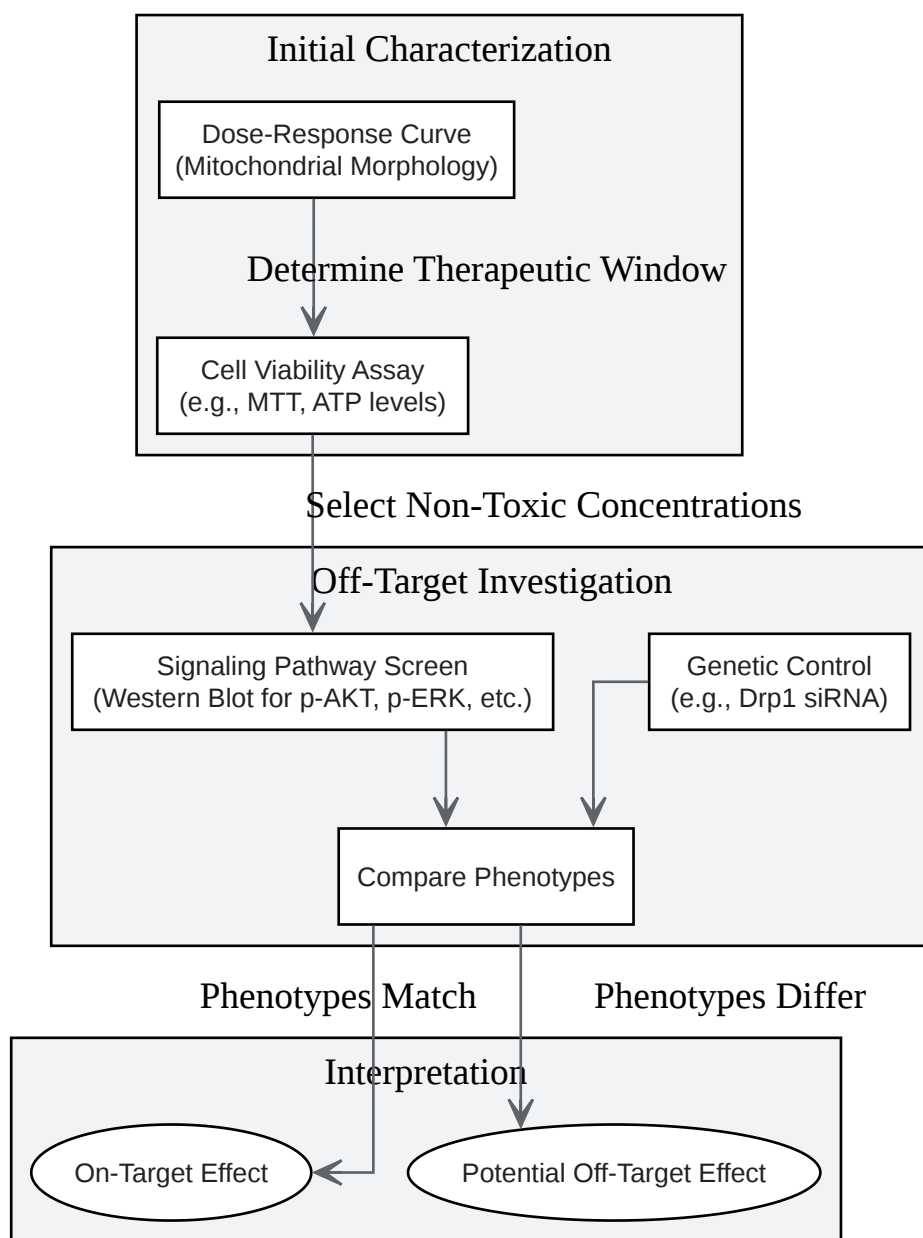 Initial Characterization
Dose-Response Curve
(Mitochondrial Morphology)
Determine Therapeutic Window
Cell Viability Assay
(e.g., MTT, ATP levels)
Select Non-Toxic Concentrations
Off-Target Investigation
Signaling Pathway Screen
(Western Blot for p-AKT, p-ERK, etc.)
Genetic Control
(e.g., Drp1 siRNA)
Compare Phenotypes
Phenotypes Match
Phenotypes Differ
Interpretation
On-Target Effect
Potential Off-Target Effect